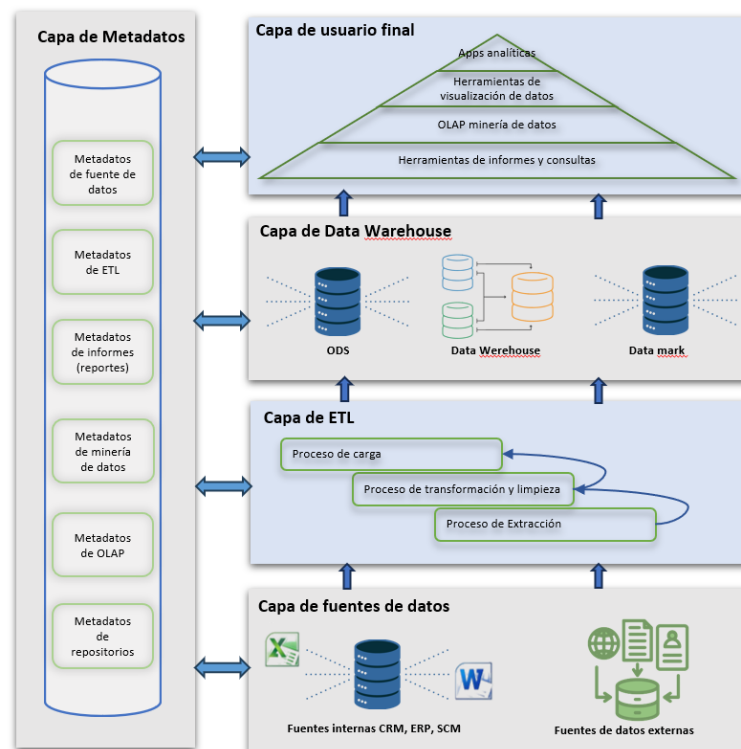 Capa de Metadatos
Metadatos
de fuente de
datos
Metadatos
de ETL
Metadatos
de informes
(reportes)
Metadatos
de minería
de datos
Metadatos
de OLAP
Metadatos
de
repositorios
Capa de usuario final
Apps analíticas
Herramientas de
visualización de datos
OLAP minería de datos
Herramientas de informes y consultas
Capa de Data Warehouse
ODS
Data Werehouse
Data mark
Capa de ETL
Proceso de carga
Proceso de transformación y limpieza
Proceso de Extracción
Capa de fuentes de datos
X
W
Fuentes internas CRM, ERP, SCM
Fuentes de datos externas